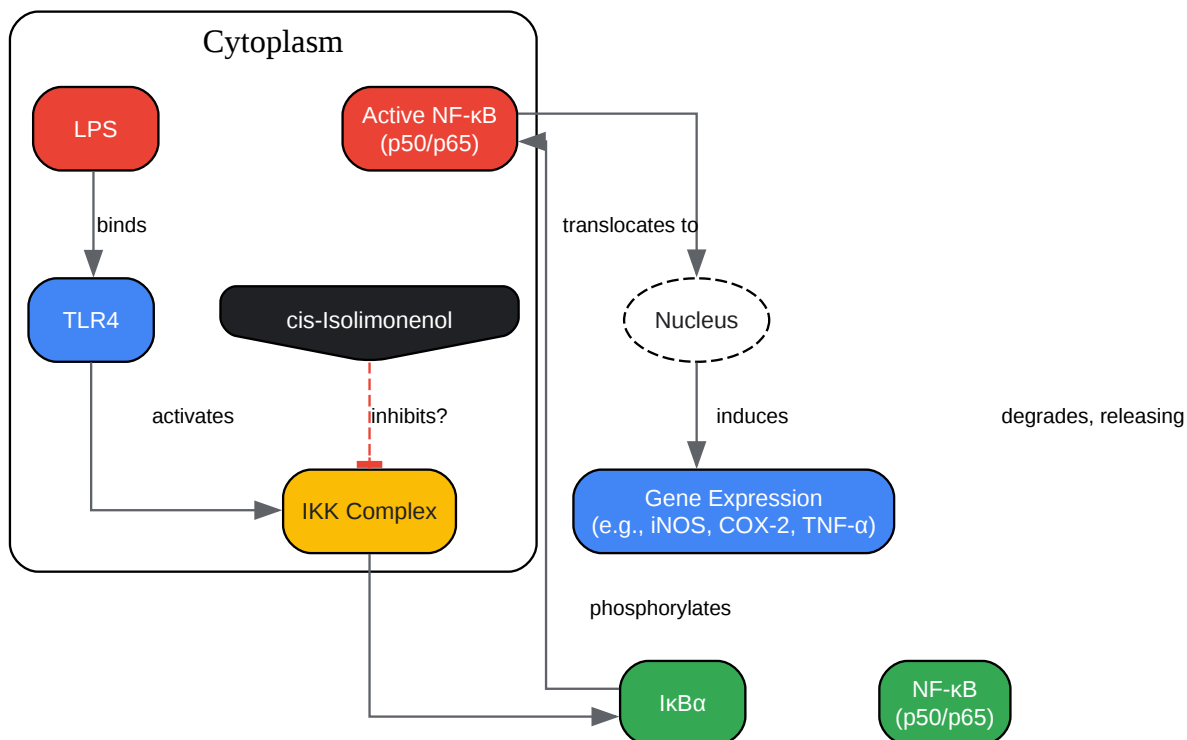 Cytoplasm
LPS
Active NF-κB
(p50/p65)
binds
translocates to
TLR4
cis-Isolimonenol
Nucleus
activates
inhibits?
induces
degrades, releasing
IKK Complex
Gene Expression
(e.g., iNOS, COX-2, TNF-α)
phosphorylates
IκBα
NF-κB
(p50/p65)